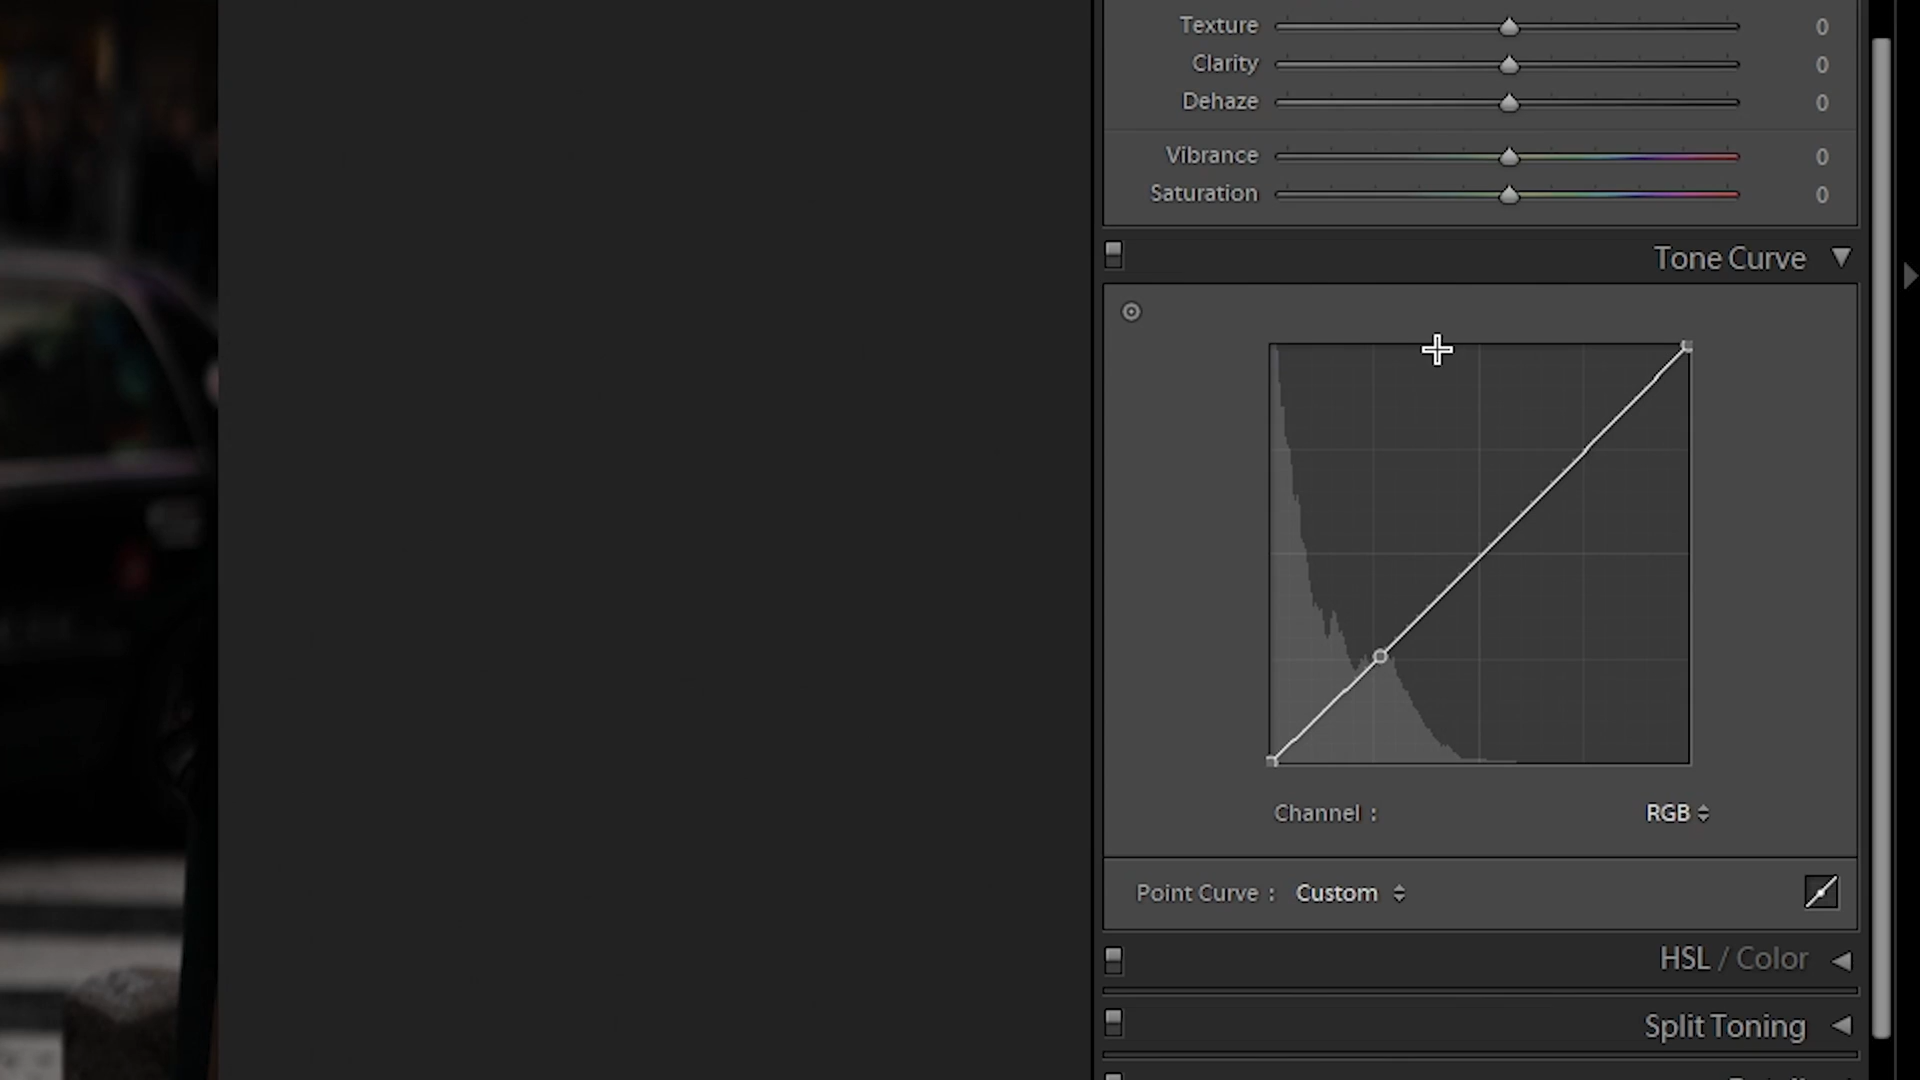 Texture 0
Clarity 0
Dehaze 0
Vibrance 0
Saturation 0
Tone Curve
Channel : RGB
Point Curve : Custom
HSL / Color
Split Toning